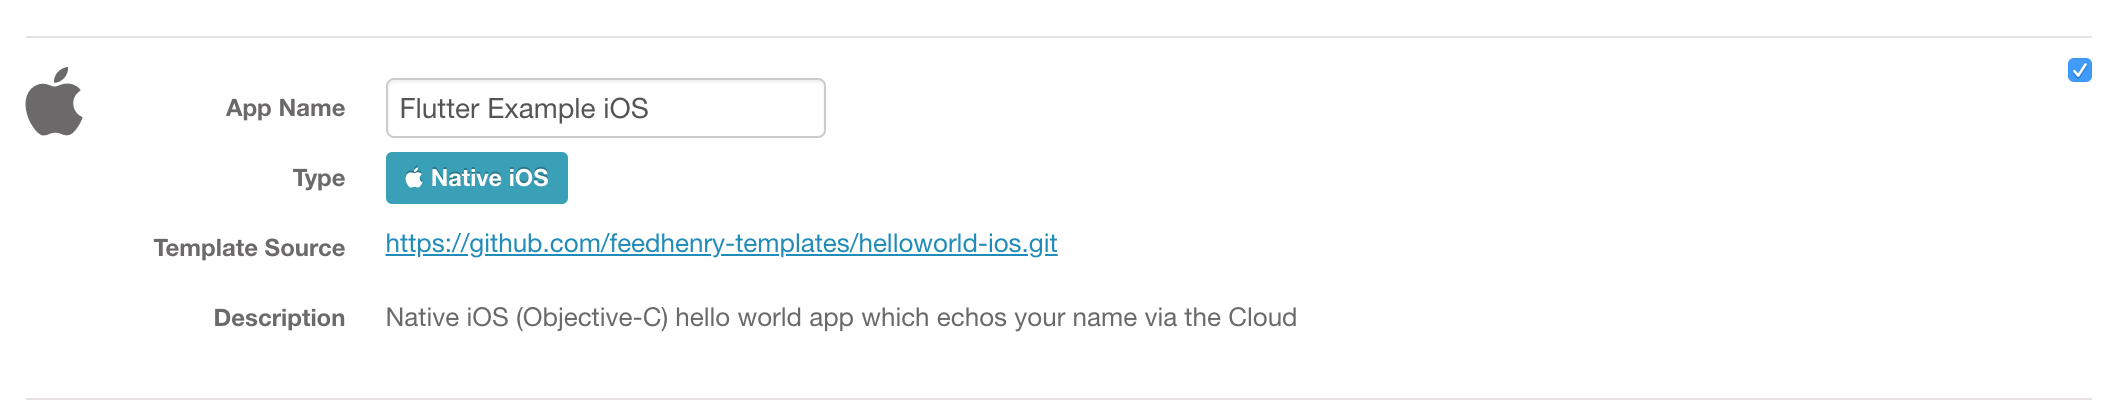 App Name Flutter Example iOS
Type Native iOS
Template Source https://github.com/feedhenry-templates/helloworld-ios.git
Description Native iOS (Objective-C) hello world app which echos your name via the Cloud